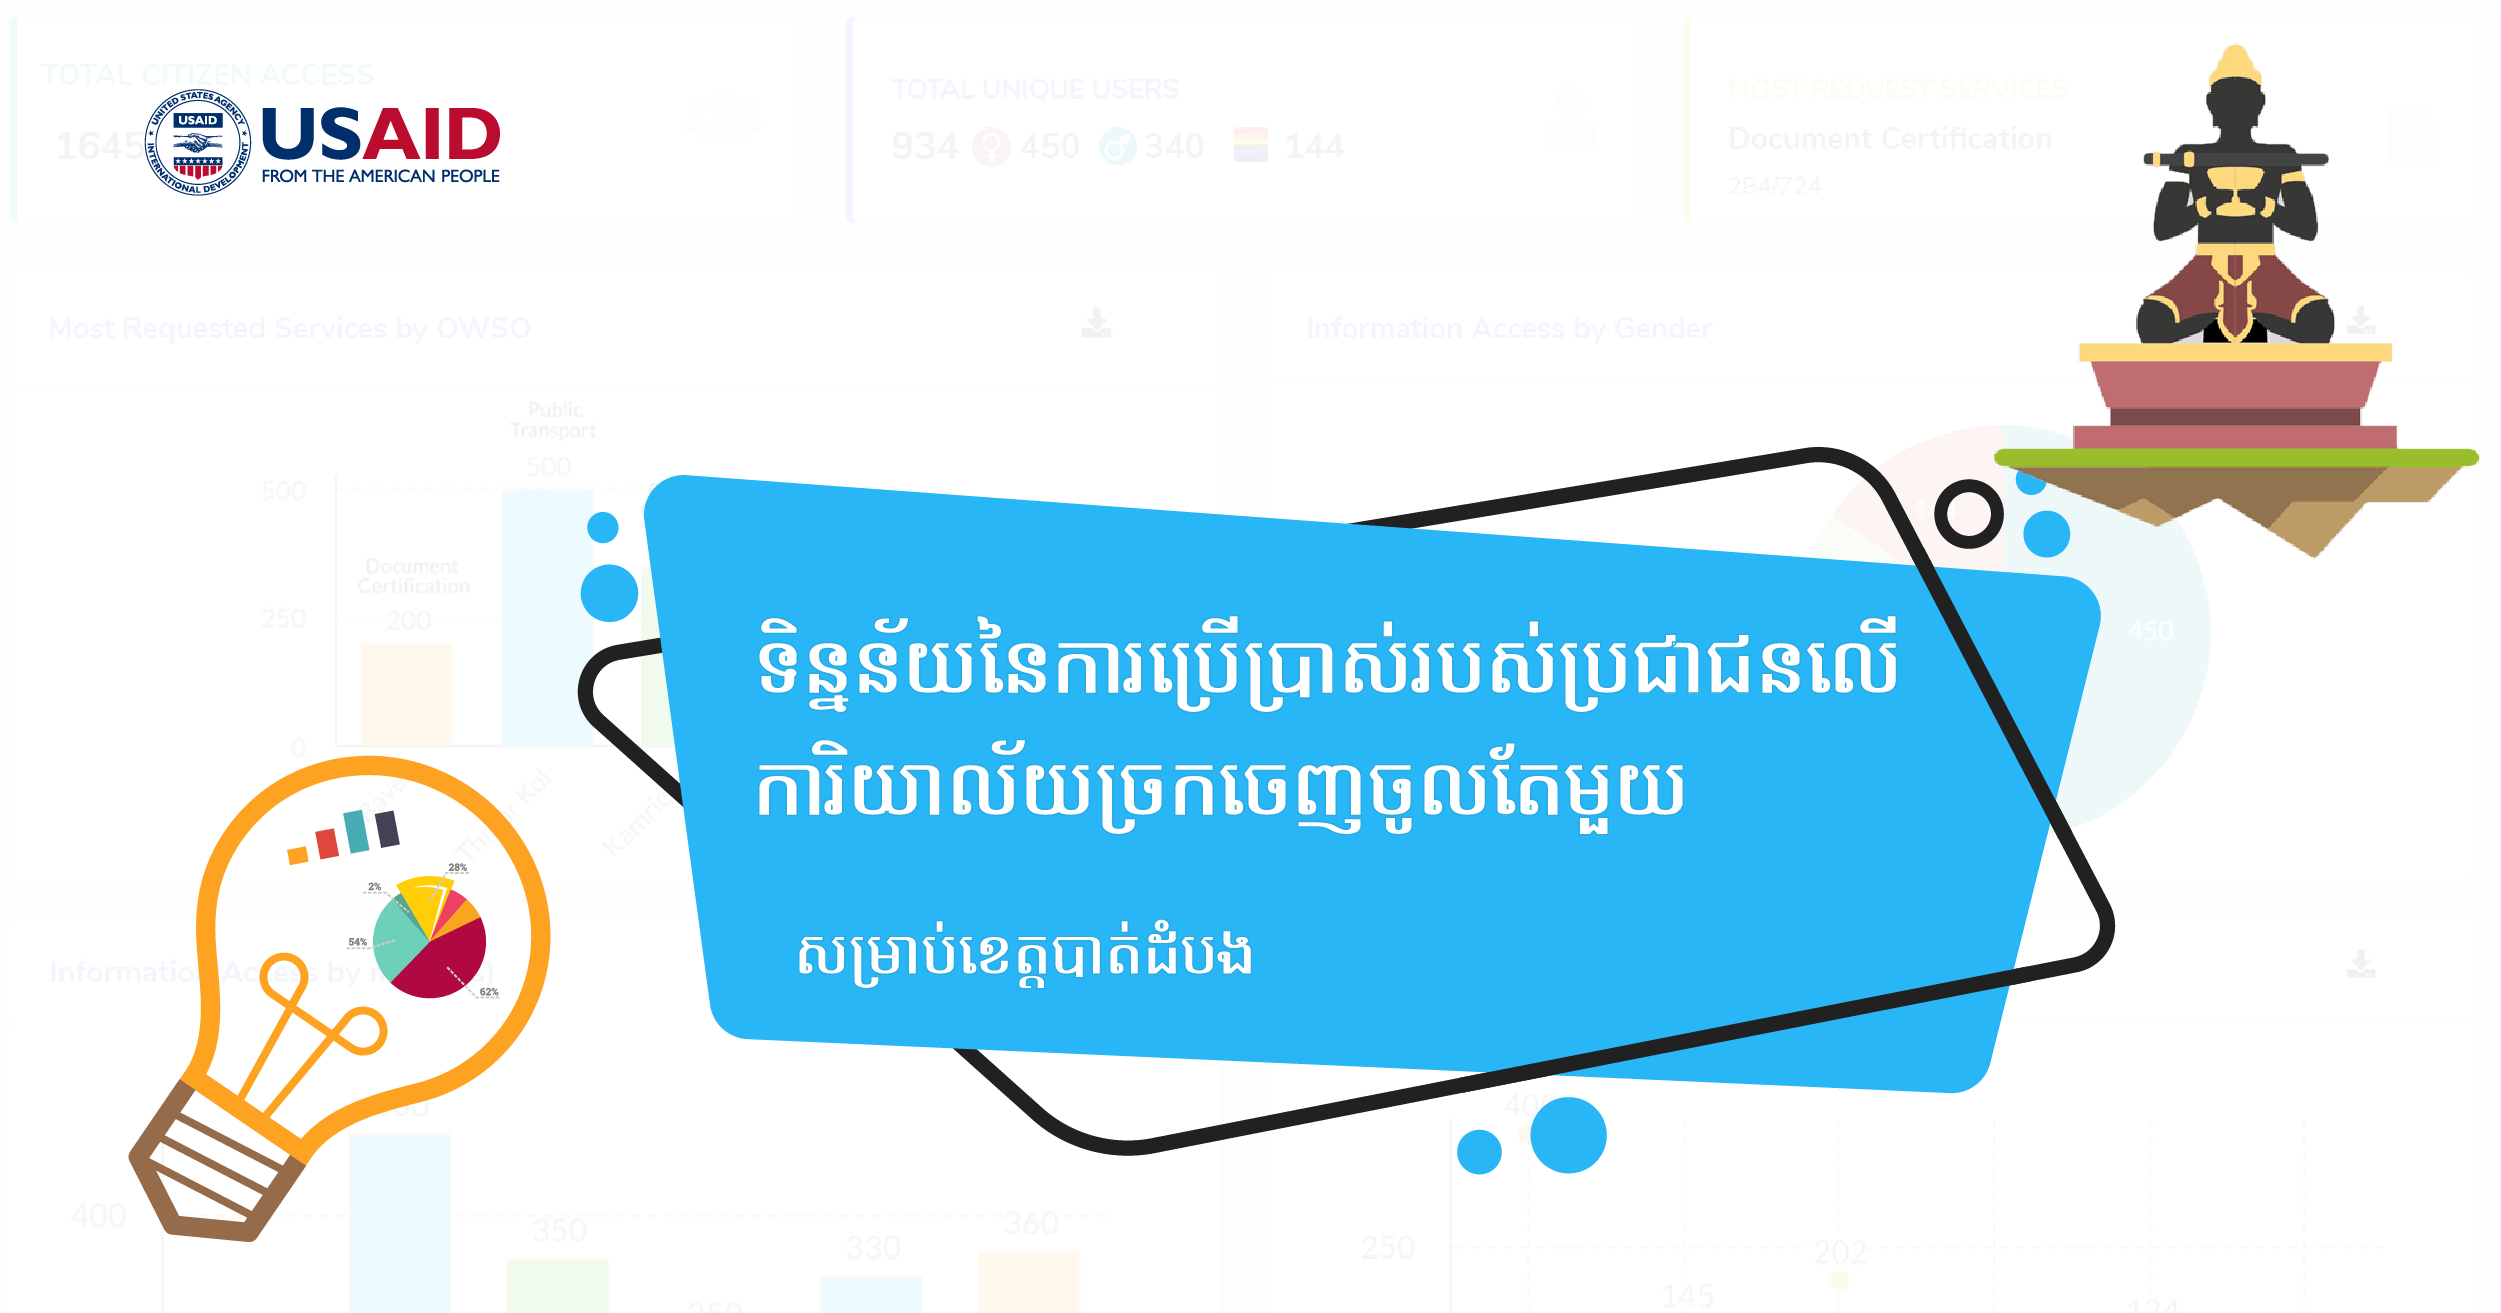 TOTAL CITIZEN ACCESS
1645
UNITED STATES AGENCY
USAID
INTERNATIONAL DEVELOPMENT
USAID
FROM THE AMERICAN PEOPLE
TOTAL UNIQUE USERS
934 450 340 144
MOST REQUEST SERVICES
Document Certification
284/724
Most Requested Services by OWSO
Information Access by Gender
Public
Transport
500
500
Document
Certification
250
200
0
450
ទិន្នន័យនៃការប្រើប្រាស់របស់ប្រជាជនលើ
ការិយាល័យច្រកចេញចូលតែមួយ
សម្រាប់ខេត្តបាត់ដំបង
Kol
28%
2%
54%
62%
Information Access by
400
350
330
360
250
202
145
124